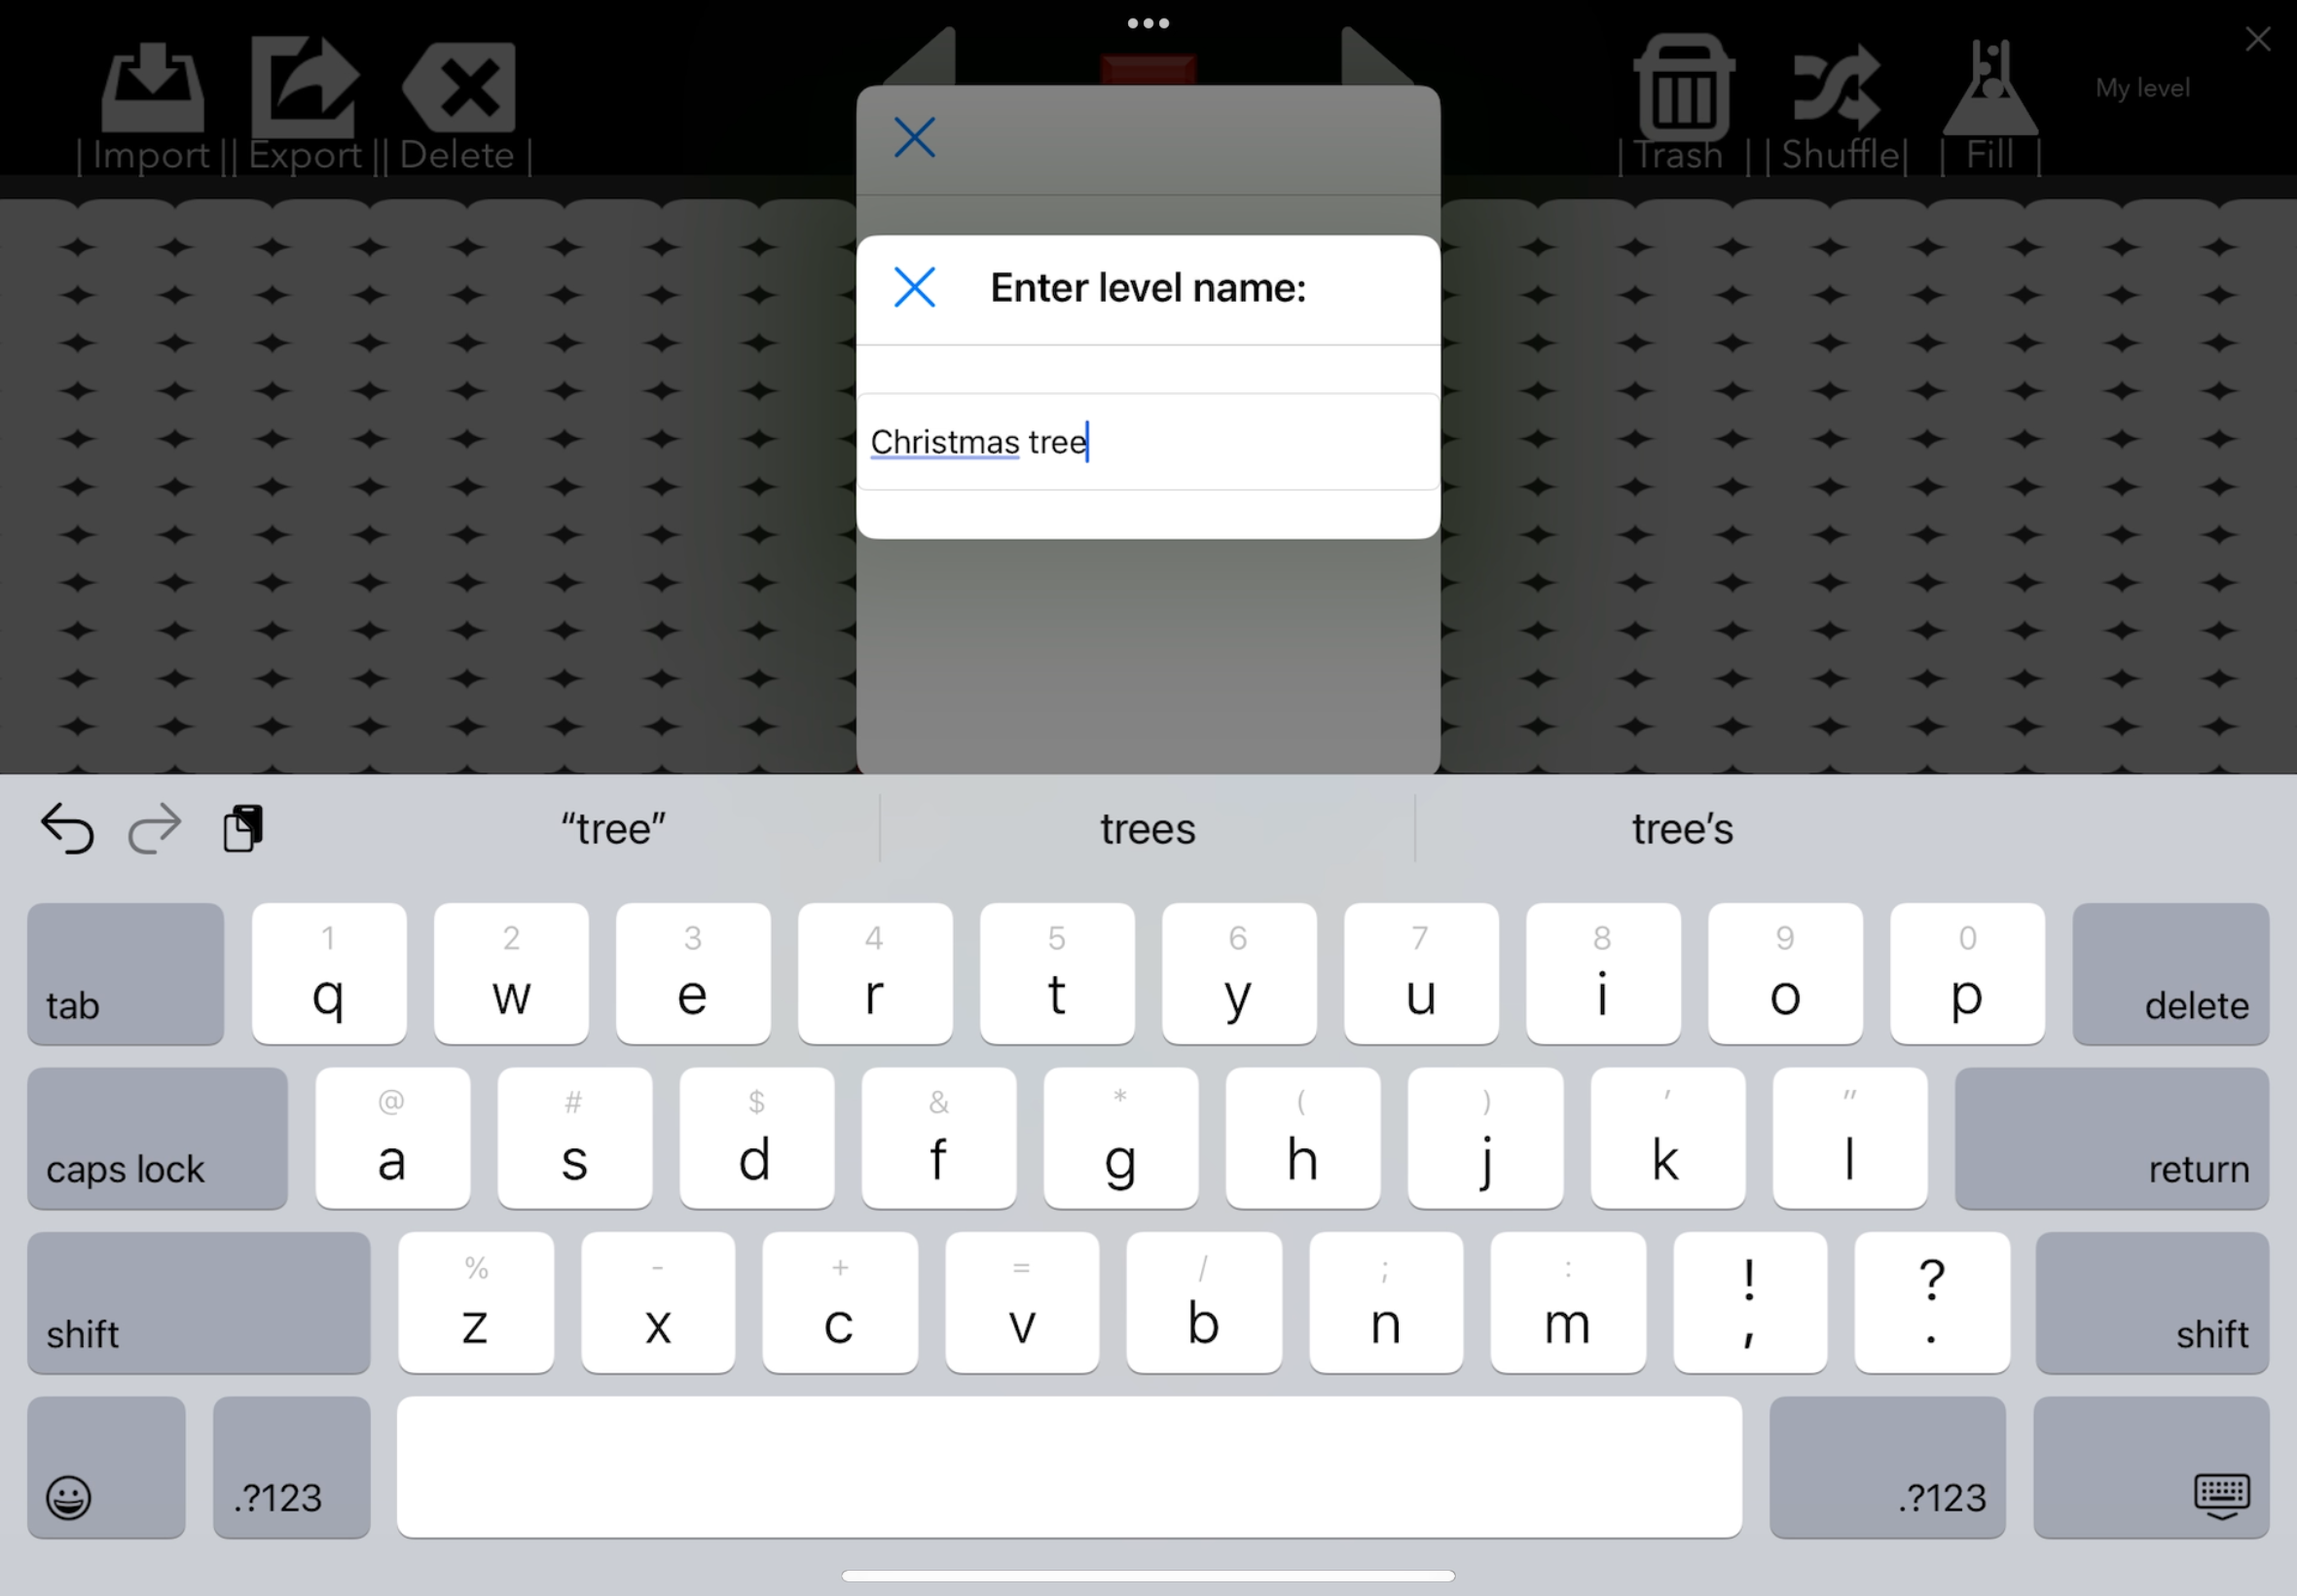 | Import || Export || Delete |
| Trash || Shuffle| | Fill |
My level
Enter level name:
Christmas tree
“tree” trees tree’s
1 2 3 4 5 6 7 8 9 0
tab q w e r t y u i o p delete
@ # $ & * ( ) ' "
caps lock a s d f g h j k l return
% - + = / ; : ! ?
shift z x c v b n m , . shift
.?123 .?123